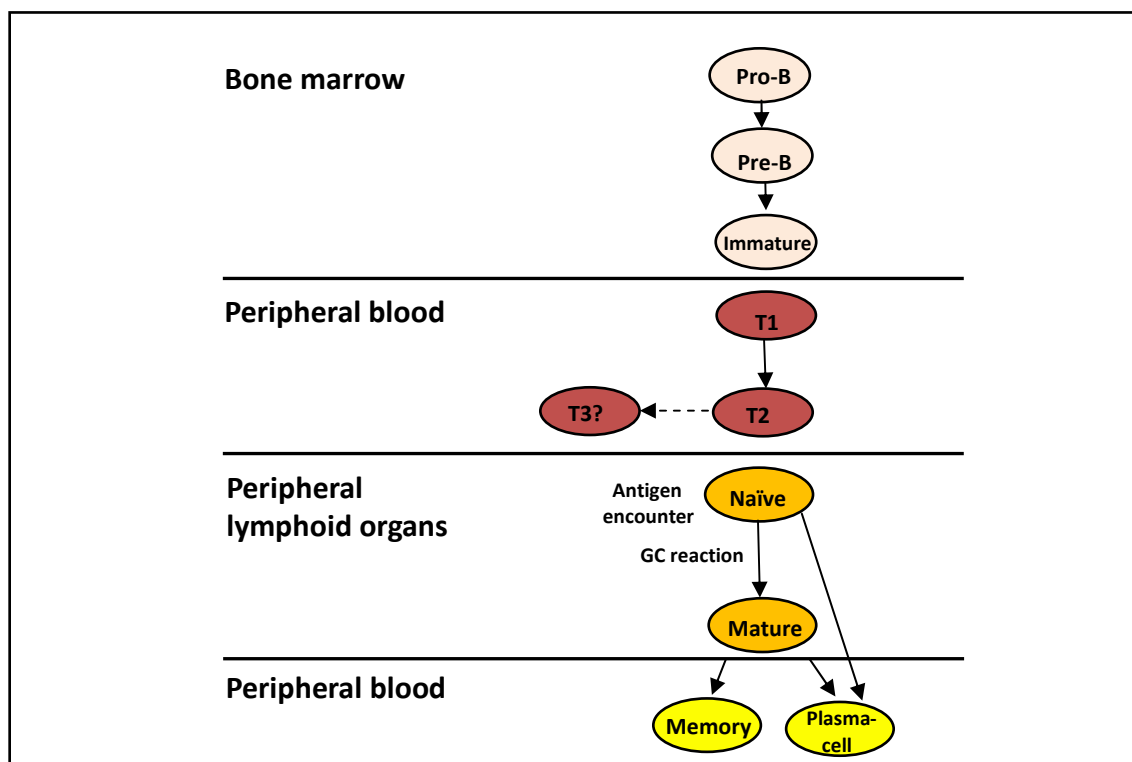 Bone marrow
Pro-B
Pre-B
Immature
Peripheral blood
T1
T3?
T2
Peripheral
lymphoid organs
Antigen
encounter
Naïve
GC reaction
Mature
Peripheral blood
Memory
Plasma-
cell